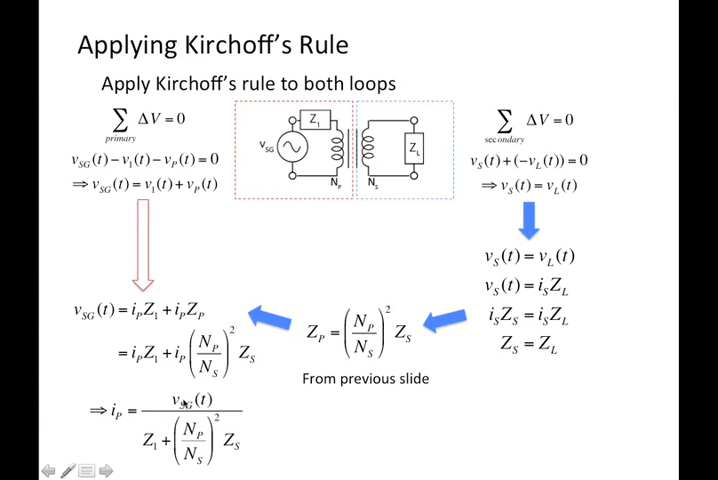 Applying Kirchoff's Rule
Apply Kirchoff's rule to both loops
∑ ΔV = 0
primary
v_SG(t) − v_1(t) − v_P(t) = 0
⇒ v_SG(t) = v_1(t) + v_P(t)
Z_1
v_SG
N_P
N_S
Z_L
∑ ΔV = 0
secondary
v_S(t) + (−v_L(t)) = 0
⇒ v_S(t) = v_L(t)
v_S(t) = v_L(t)
v_S(t) = i_S Z_L
i_S Z_S = i_S Z_L
Z_S = Z_L
Z_P = (N_P / N_S)^2 Z_S
From previous slide
v_SG(t) = i_P Z_1 + i_P Z_P
= i_P Z_1 + i_P (N_P / N_S)^2 Z_S
⇒ i_P = v_SG(t) / (Z_1 + (N_P / N_S)^2 Z_S)